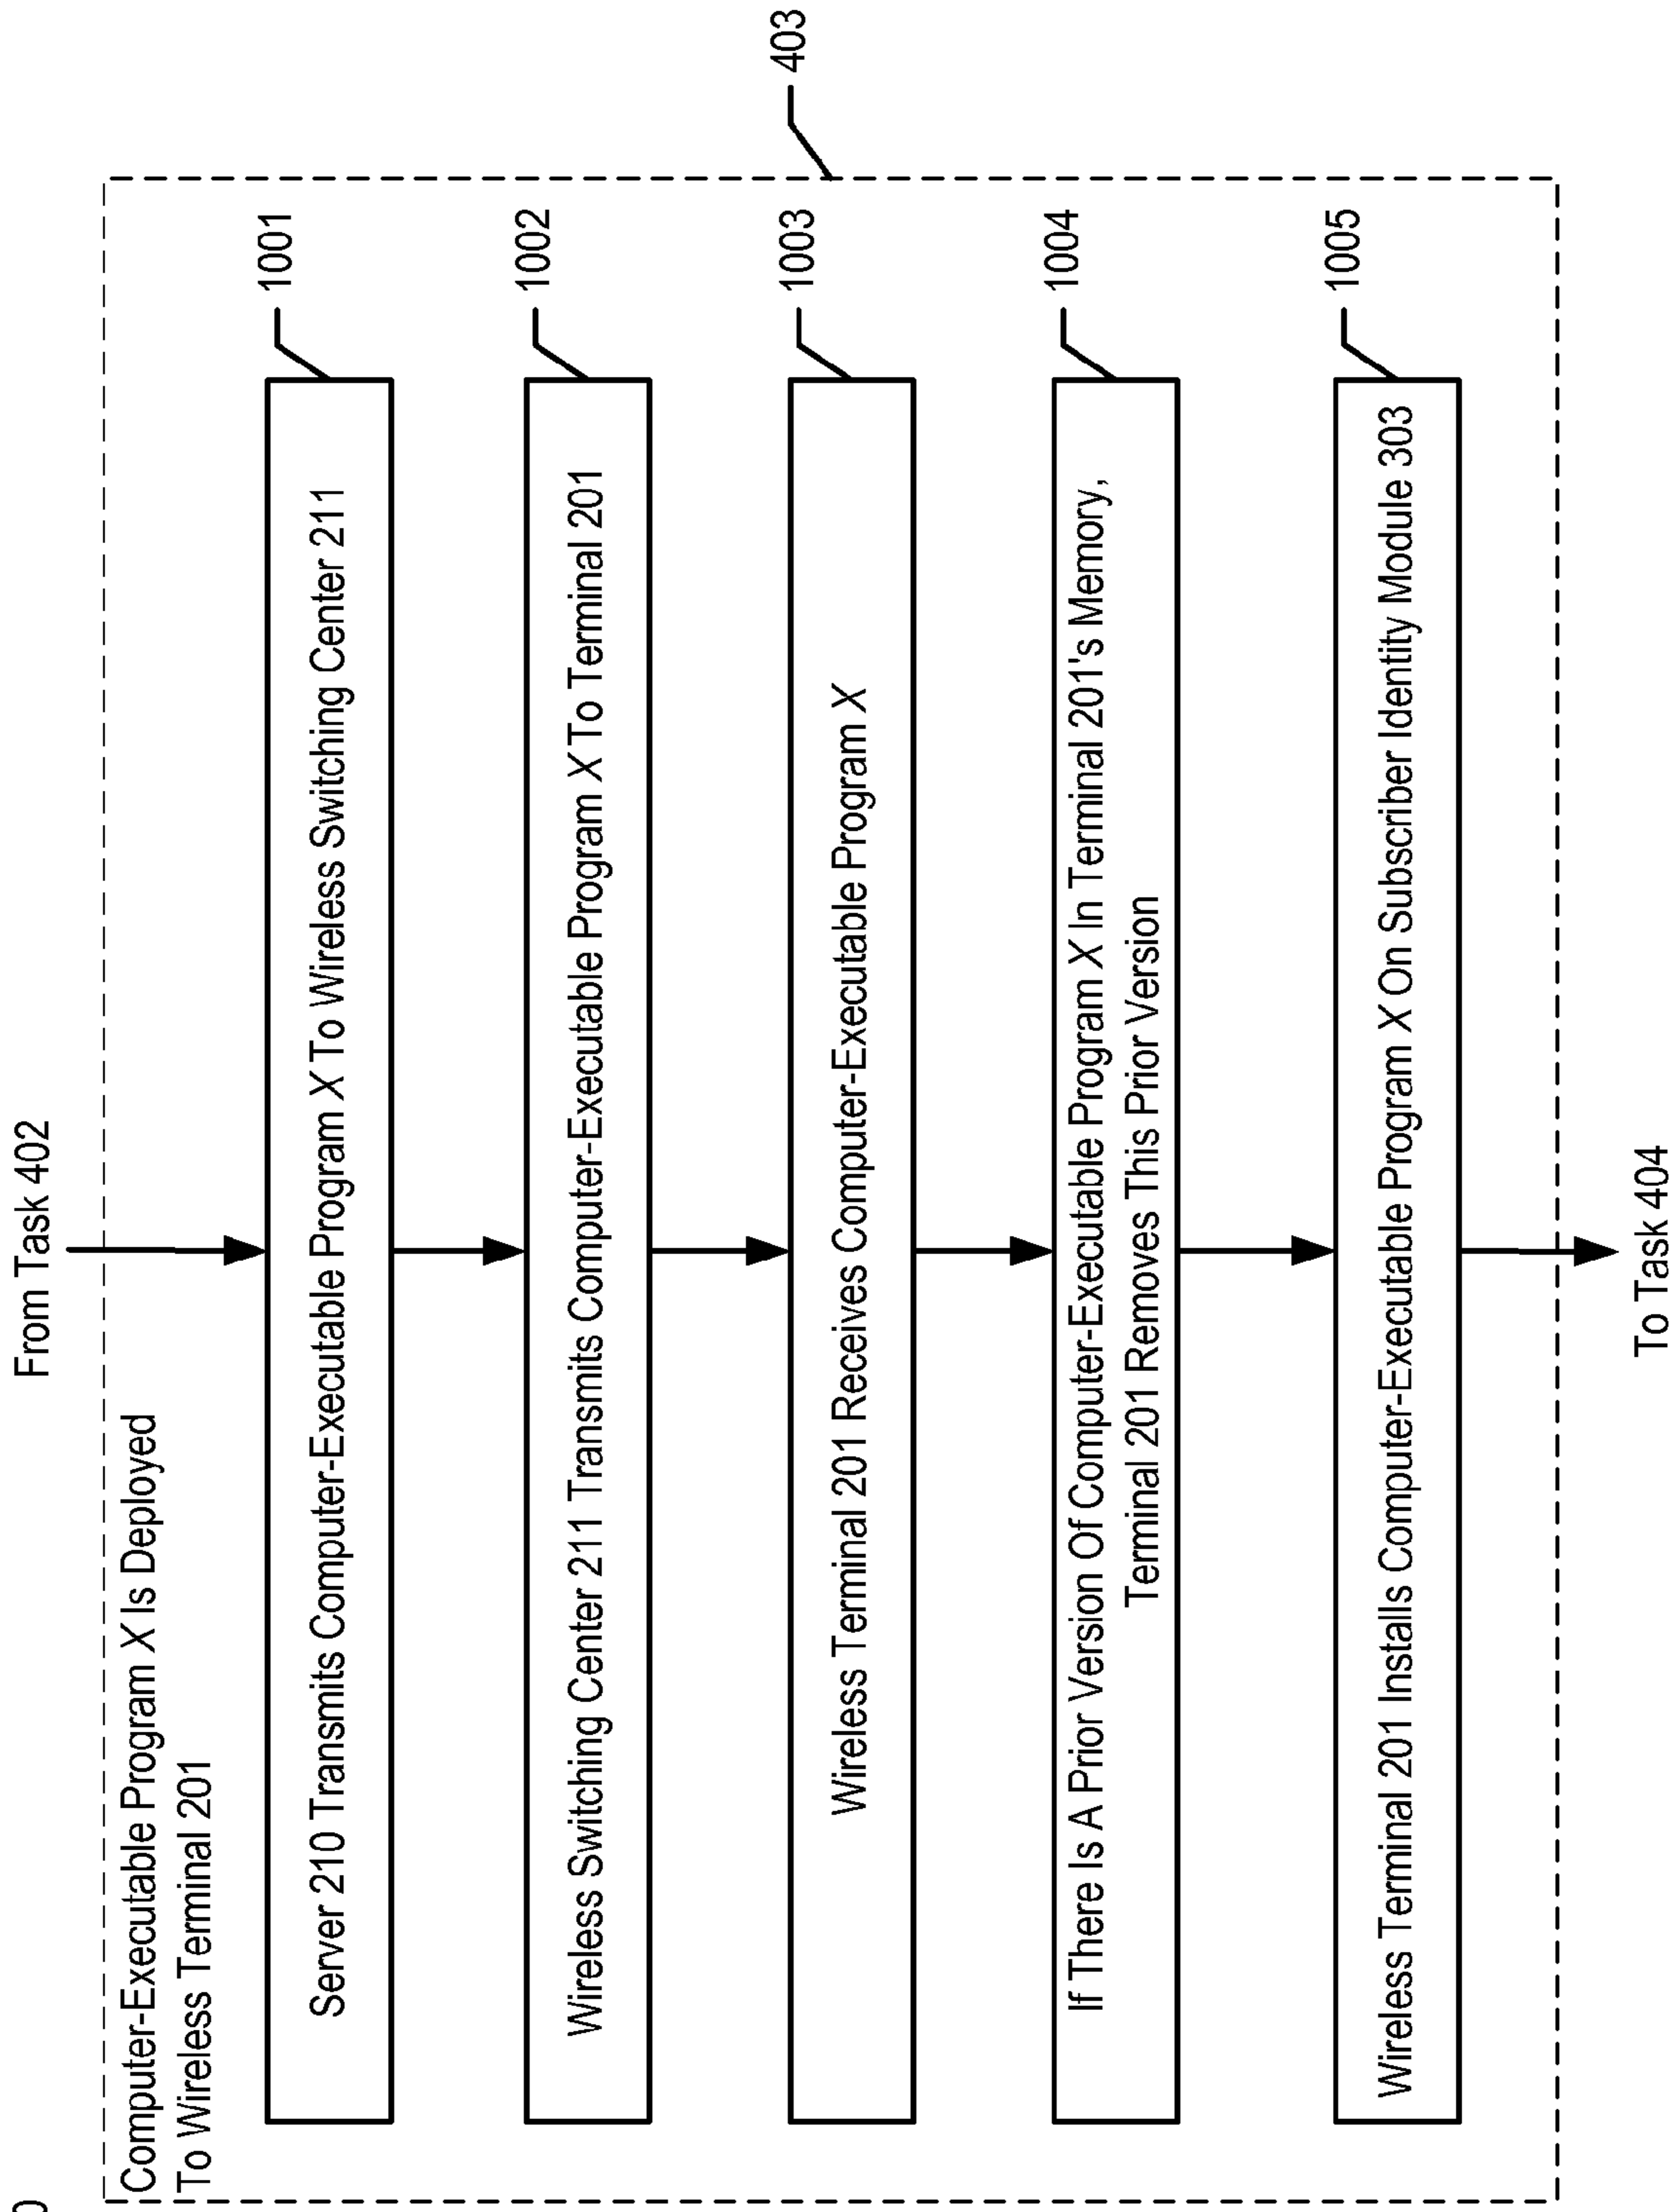 From Task 402
Computer-Executable Program X Is Deployed
To Wireless Terminal 201
403
1001
Server 210 Transmits Computer-Executable Program X To Wireless Switching Center 211
1002
Wireless Switching Center 211 Transmits Computer-Executable Program X To Terminal 201
1003
Wireless Terminal 201 Receives Computer-Executable Program X
1004
If There Is A Prior Version Of Computer-Executable Program X In Terminal 201's Memory,
Terminal 201 Removes This Prior Version
1005
Wireless Terminal 201 Installs Computer-Executable Program X On Subscriber Identity Module 303
To Task 404